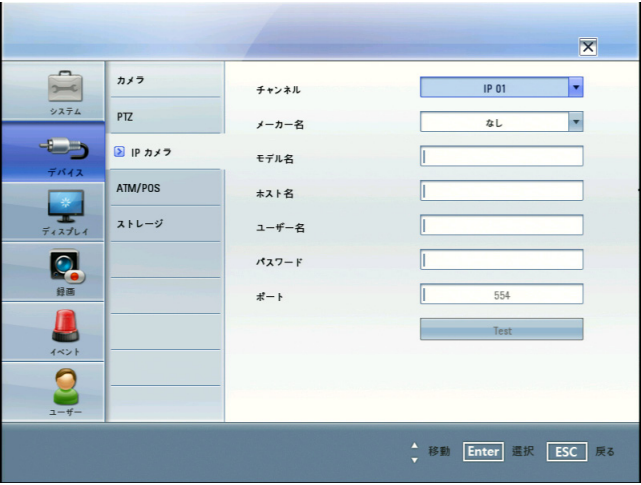 システム
デバイス
ディスプレイ
録画
イベント
ユーザー
カメラ
PTZ
IP カメラ
ATM/POS
ストレージ
チャンネル IP 01
メーカー名 なし
モデル名
ホスト名
ユーザー名
パスワード
ポート 554
Test
移動 Enter 選択 ESC 戻る